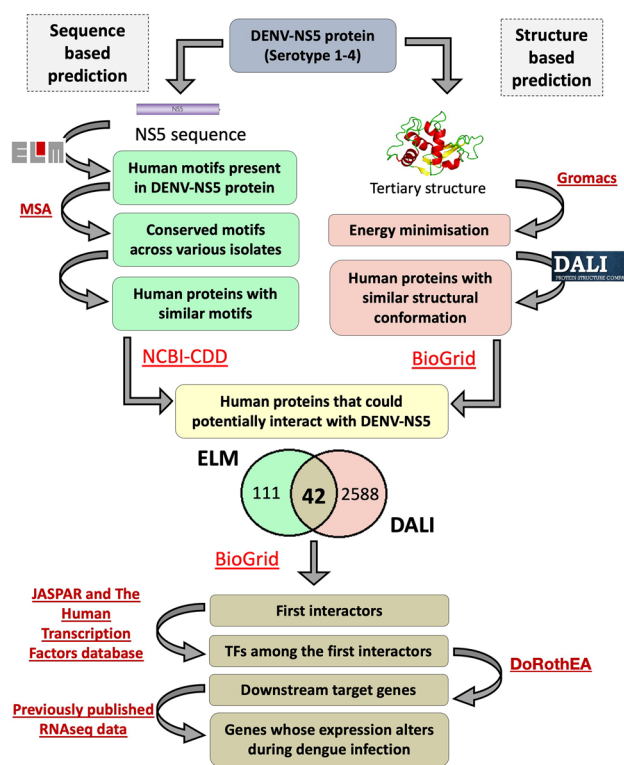 Sequence
based
prediction
DENV-NS5 protein
(Serotype 1-4)
Structure
based
prediction
NS5
NS5 sequence
ELM
Human motifs present
in DENV-NS5 protein
MSA
Conserved motifs
across various isolates
Human proteins with
similar motifs
Tertiary structure
Gromacs
Energy minimisation
DALI
PROTEIN STRUCTURE COMPA
Human proteins with
similar structural
conformation
NCBI-CDD
BioGrid
Human proteins that could
potentially interact with DENV-NS5
ELM
111
42
2588
DALI
BioGrid
JASPAR and The
Human
Transcription
Factors database
First interactors
TFs among the first interactors
DoRothEA
Downstream target genes
Previously published
RNAseq data
Genes whose expression alters
during dengue infection